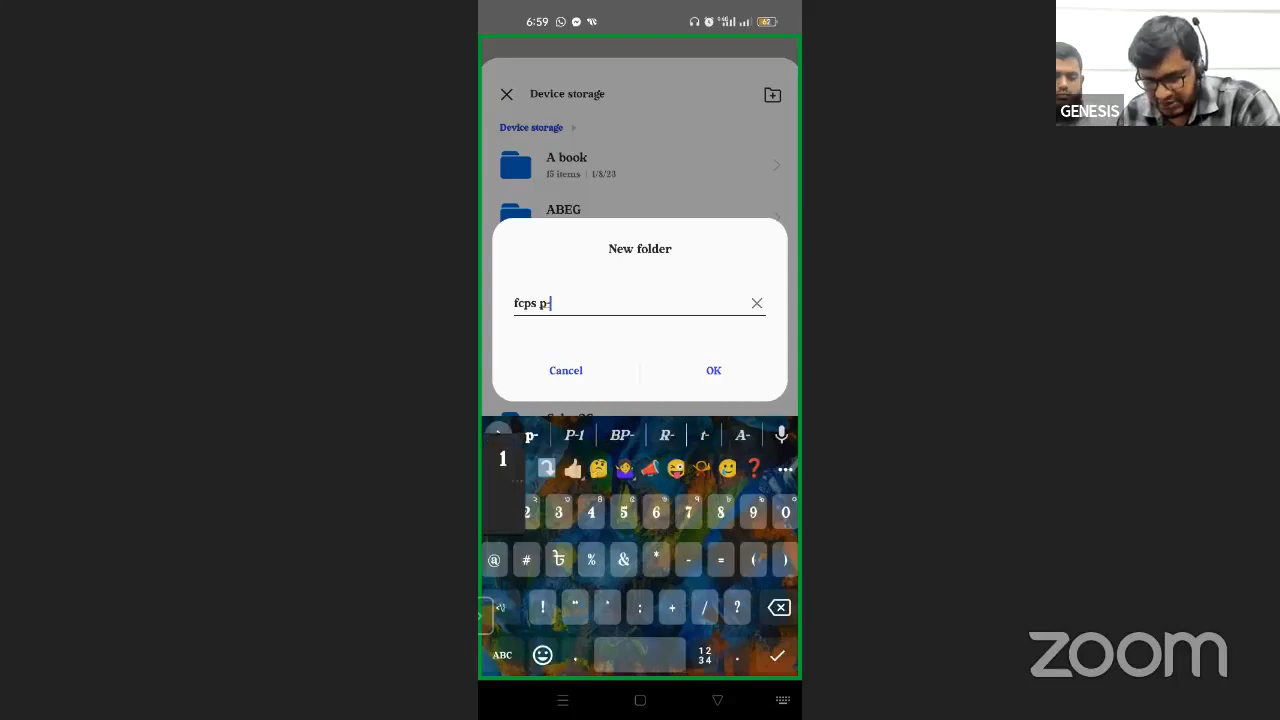 6:59
62
Device storage
Device storage
A book
15 items | 1/8/23
ABEG
New folder
fcps p-
Cancel
OK
p-
P-1
BP-
R-
t-
A-
1
2 3 4 5 6 7 8 9 0
@ # ৳ % & * - = ( )
! " ' : + / ?
ABC , 12 34 .
GENESIS
zoom